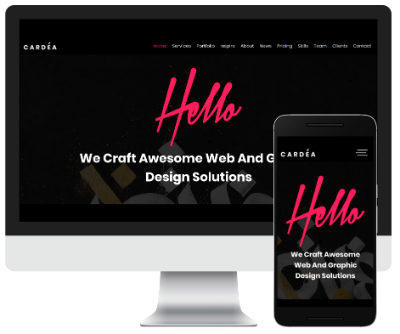 CARDÉA
Home Services Portfolio Inspire About News Pricing Skills Team Clients Contact
Hello
We Craft Awesome Web And G
Design Solutions
CARDÉA
Hello
We Craft Awesome
Web And Graphic
Design Solutions